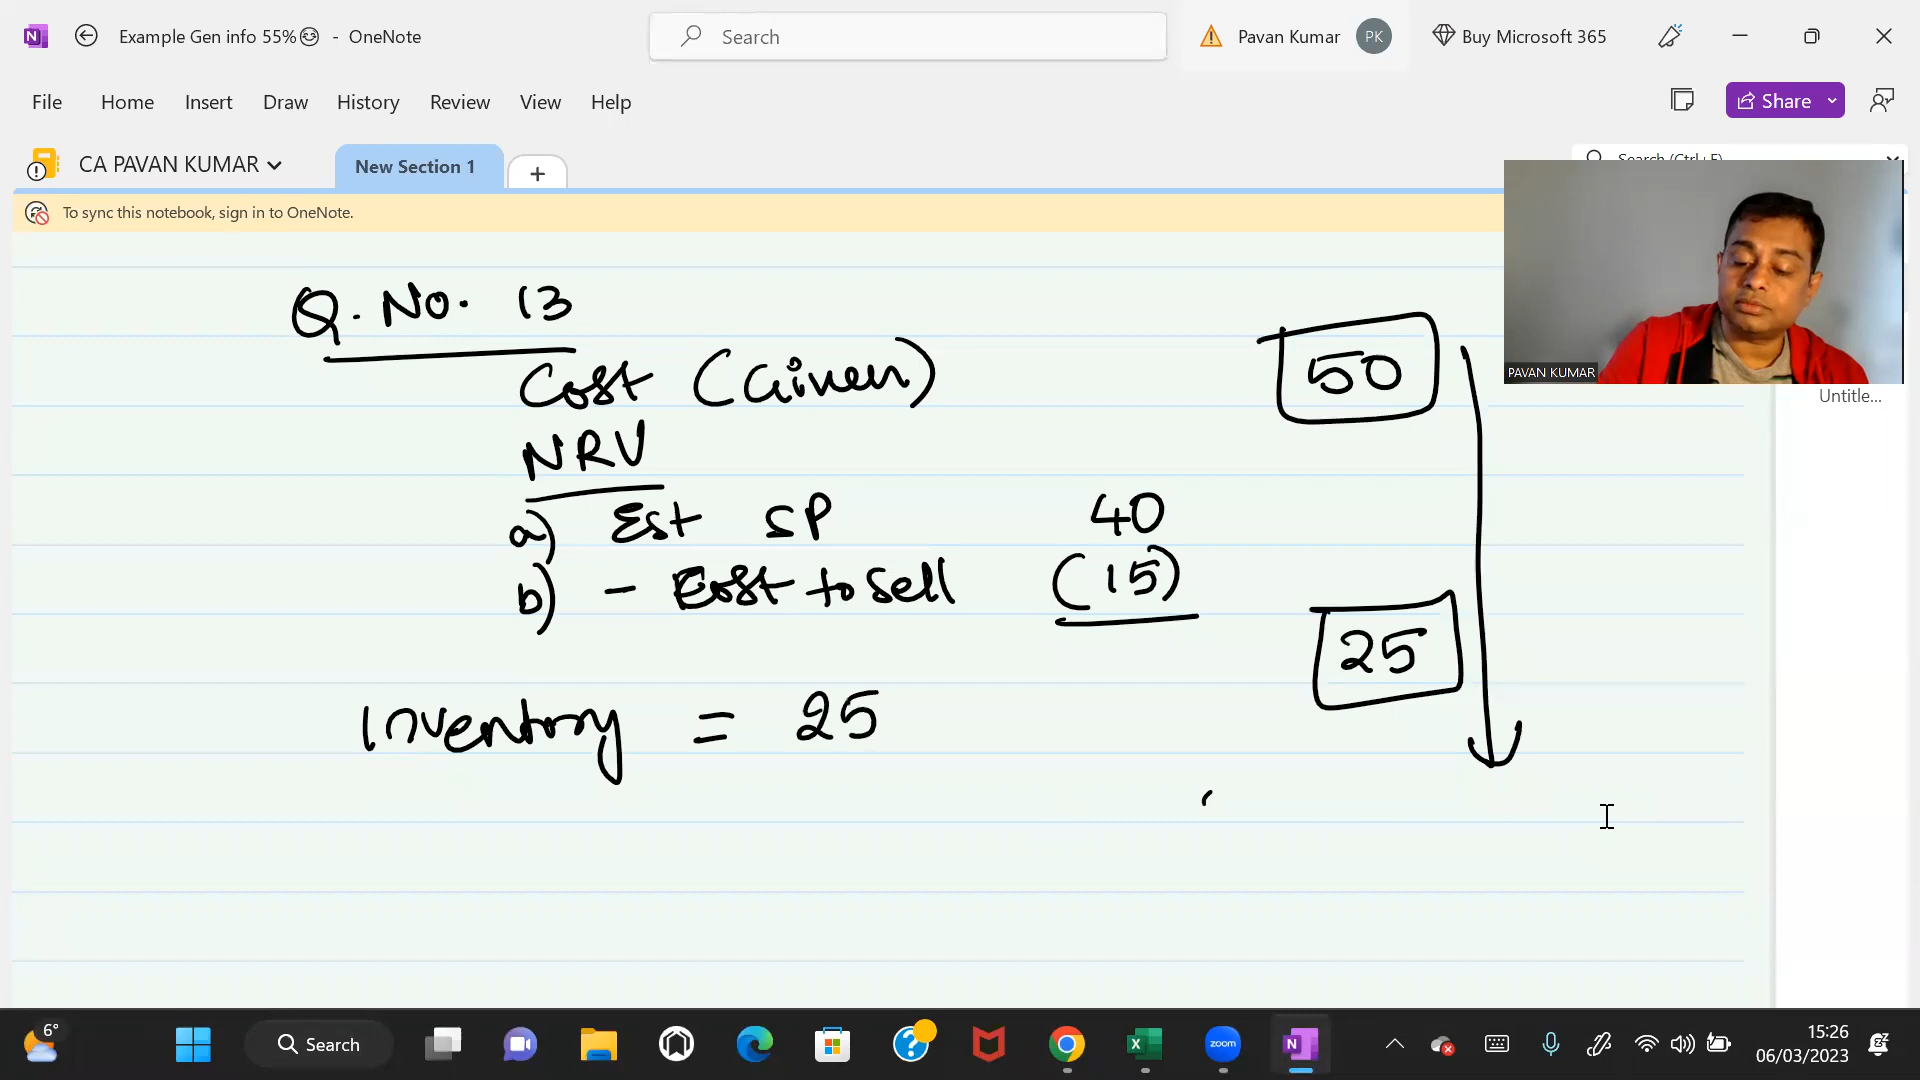 Example Gen info 55% - OneNote
Search
Pavan Kumar PK
Buy Microsoft 365
File Home Insert Draw History Review View Help
Share
CA PAVAN KUMAR
New Section 1
+
Search (Ctrl+F)
To sync this notebook, sign in to OneNote.
Q. No. 13
Cost (Given) 50
NRV
a) Est SP 40
b) - Cost to Sell (15)
25
Inventory = 25
PAVAN KUMAR
Untitle...
6°
Search
zoom
15:26
06/03/2023